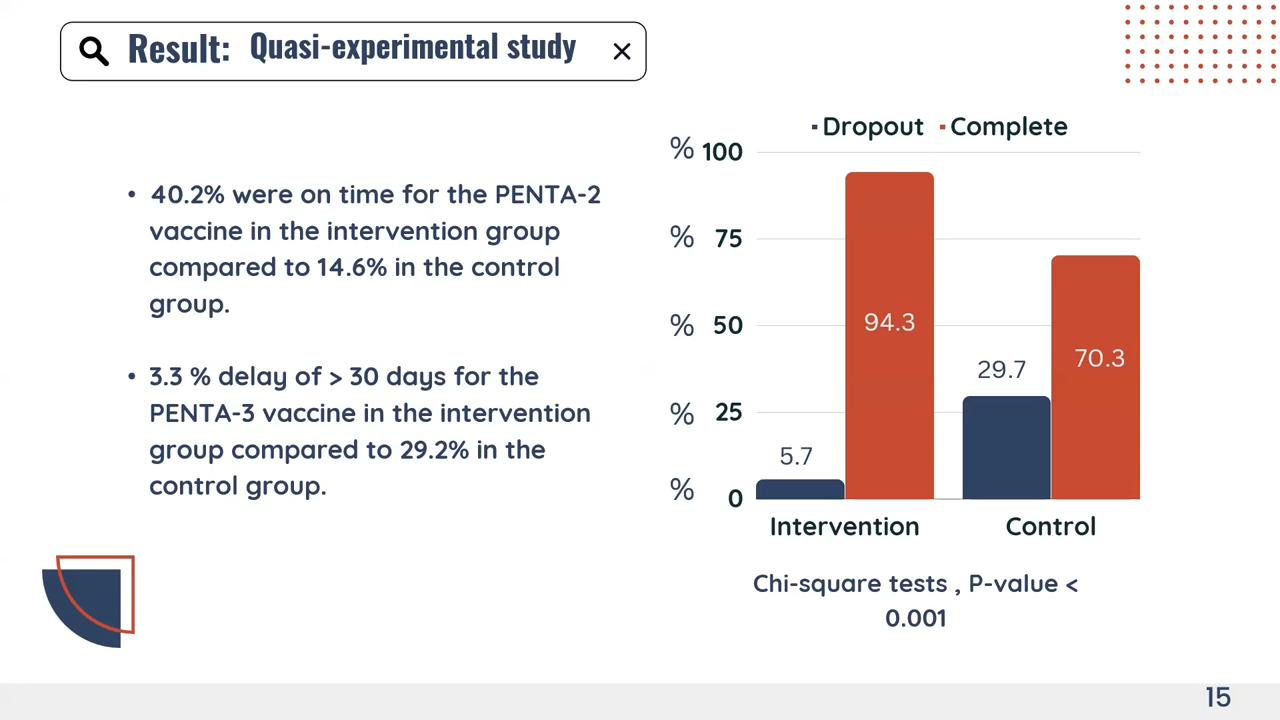 Result: Quasi-experimental study
• 40.2% were on time for the PENTA-2
vaccine in the intervention group
compared to 14.6% in the control
group.
• 3.3 % delay of > 30 days for the
PENTA-3 vaccine in the intervention
group compared to 29.2% in the
control group.
Dropout Complete
% 100
% 75
% 50
% 25
% 0
5.7
94.3
29.7
70.3
Intervention Control
Chi-square tests , P-value <
0.001
15